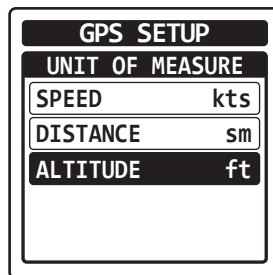 GPS SETUP
UNIT OF MEASURE
SPEED kts
DISTANCE sm
ALTITUDE ft